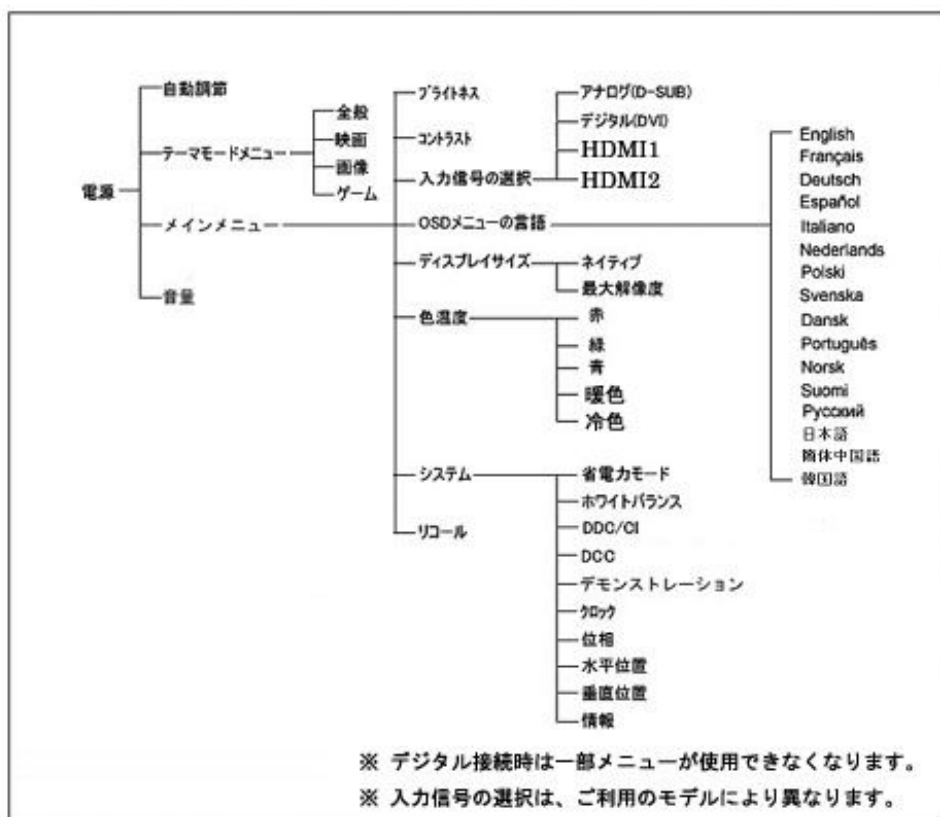 電源
自動調節
テーマモードメニュー
全般
映画
画像
ゲーム
メインメニュー
ブライトネス
コントラスト
入力信号の選択
アナログ(D-SUB)
デジタル(DVI)
HDMI1
HDMI2
OSDメニューの言語
English
Français
Deutsch
Español
Italiano
Nederlands
Polski
Svenska
Dansk
Português
Norsk
Suomi
Русский
日本語
簡体中国語
韓国語
ディスプレイサイズ
ネイティブ
最大解像度
色温度
赤
緑
青
暖色
冷色
システム
省電力モード
ホワイトバランス
DDC/CI
DCC
デモンストレーション
クロック
位相
水平位置
垂直位置
情報
リコール
音量
※ デジタル接続時は一部メニューが使用できなくなります。
※ 入力信号の選択は、ご利用のモデルにより異なります。